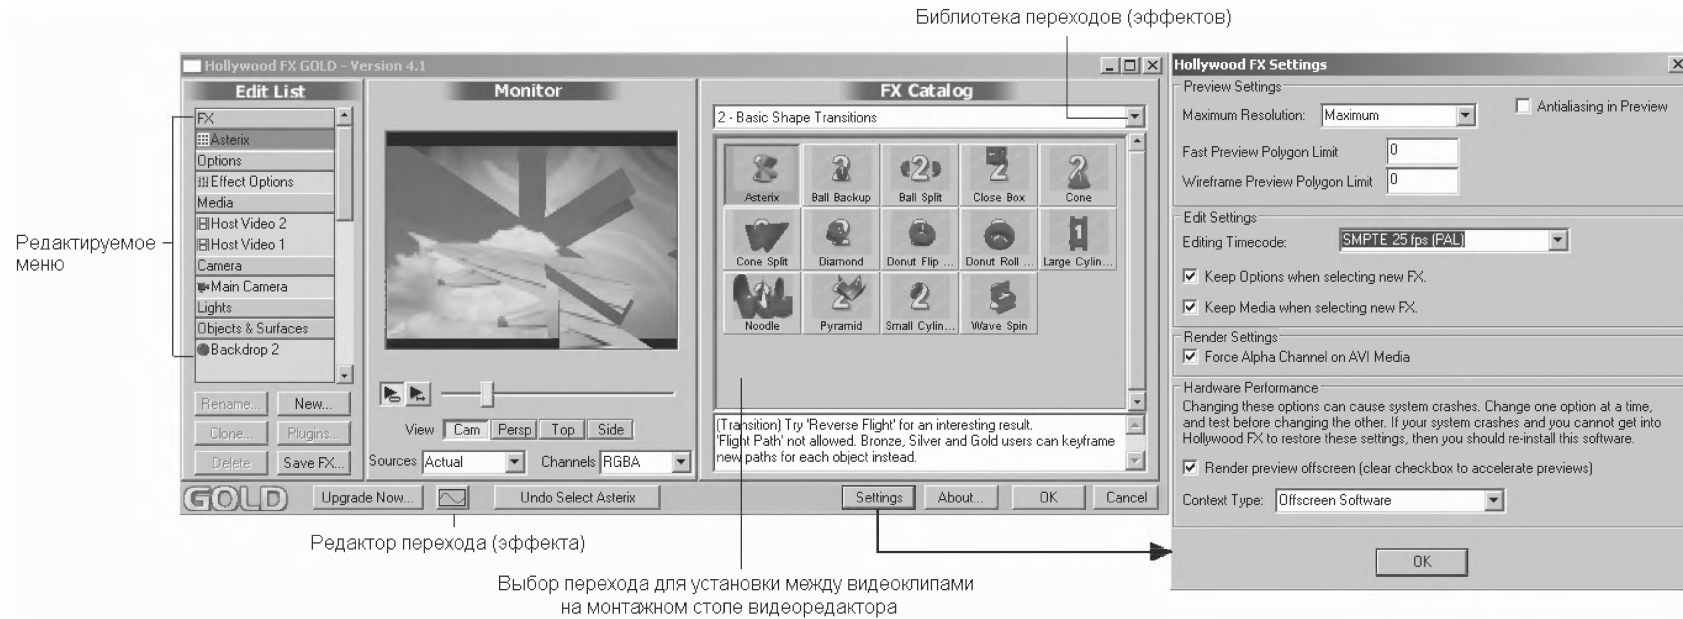 Библиотека переходов (эффектов)
Hollywood FX GOLD - Version 4.1
Edit List
FX
Asterix
Options
Effect Options
Media
Host Video 2
Host Video 1
Camera
Main Camera
Lights
Objects & Surfaces
Backdrop 2
Rename...
New...
Clone...
Plugins...
Delete
Save FX...
Редактируемое
меню
Monitor
View Cam Persp Top Side
Sources Actual Channels RGBA
FX Catalog
2 - Basic Shape Transitions
Asterix Ball Backup Ball Split Close Box Cone
Cone Split Diamond Donut Flip ... Donut Roll ... Large Cylin...
Noodle Pyramid Small Cylin... Wave Spin
(Transition) Try 'Reverse Flight' for an interesting result.
'Flight Path' not allowed. Bronze, Silver and Gold users can keyframe
new paths for each object instead.
GOLD Upgrade Now... Undo Select Asterix Settings About... OK Cancel
Редактор перехода (эффекта)
Выбор перехода для установки между видеоклипами
на монтажном столе видеоредактора
Hollywood FX Settings
Preview Settings
Maximum Resolution: Maximum Antialiasing in Preview
Fast Preview Polygon Limit 0
Wireframe Preview Polygon Limit 0
Edit Settings
Editing Timecode: SMPTE 25 fps (PAL)
Keep Options when selecting new FX.
Keep Media when selecting new FX.
Render Settings
Force Alpha Channel on AVI Media
Hardware Performance
Changing these options can cause system crashes. Change one option at a time,
and test before changing the other. If your system crashes and you cannot get into
Hollywood FX to restore these settings, then you should re-install this software.
Render preview offscreen (clear checkbox to accelerate previews)
Context Type: Offscreen Software
OK